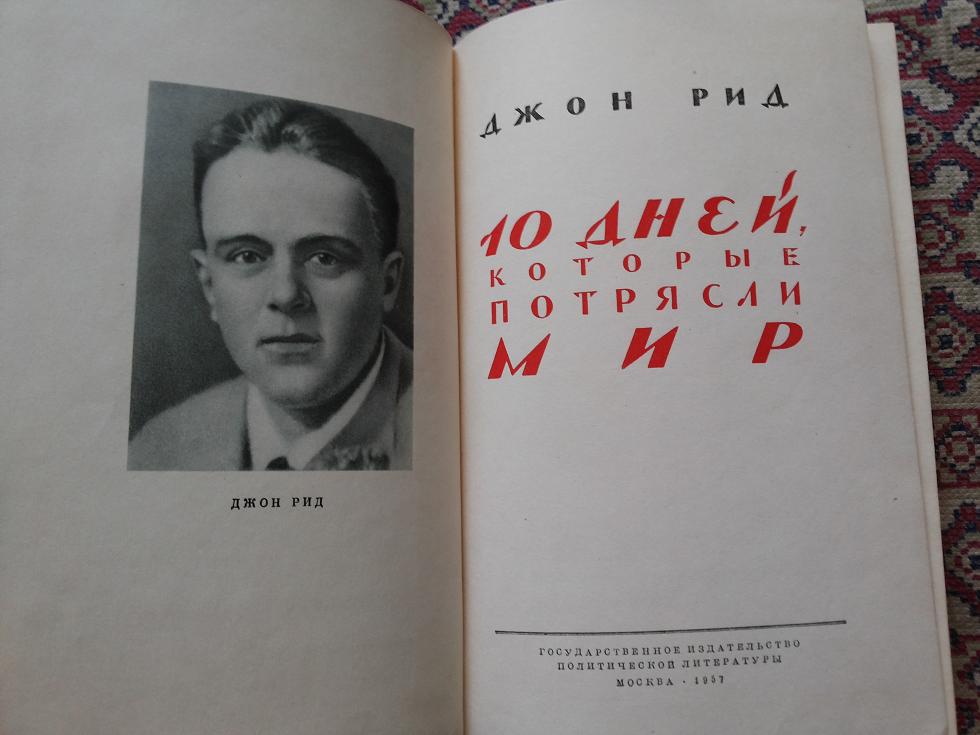 ДЖОН РИД
ДЖОН РИД
10 ДНЕЙ,
КОТОРЫЕ
ПОТРЯСЛИ
МИР
ГОСУДАРСТВЕННОЕ ИЗДАТЕЛЬСТВО
ПОЛИТИЧЕСКОЙ ЛИТЕРАТУРЫ
МОСКВА · 1957